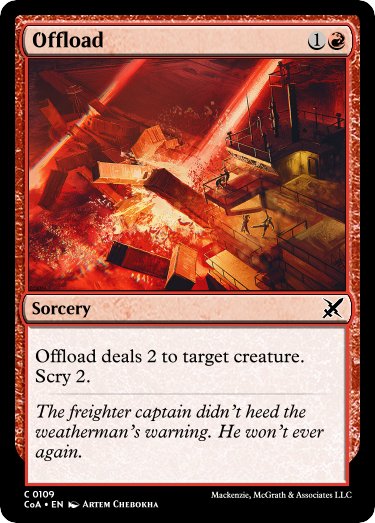 Offload
1
Sorcery
Offload deals 2 to target creature.
Scry 2.
The freighter captain didn't heed the
weatherman's warning. He won't ever
again.
C 0109
CoA • EN Artem Chebokha
Mackenzie, McGrath & Associates LLC